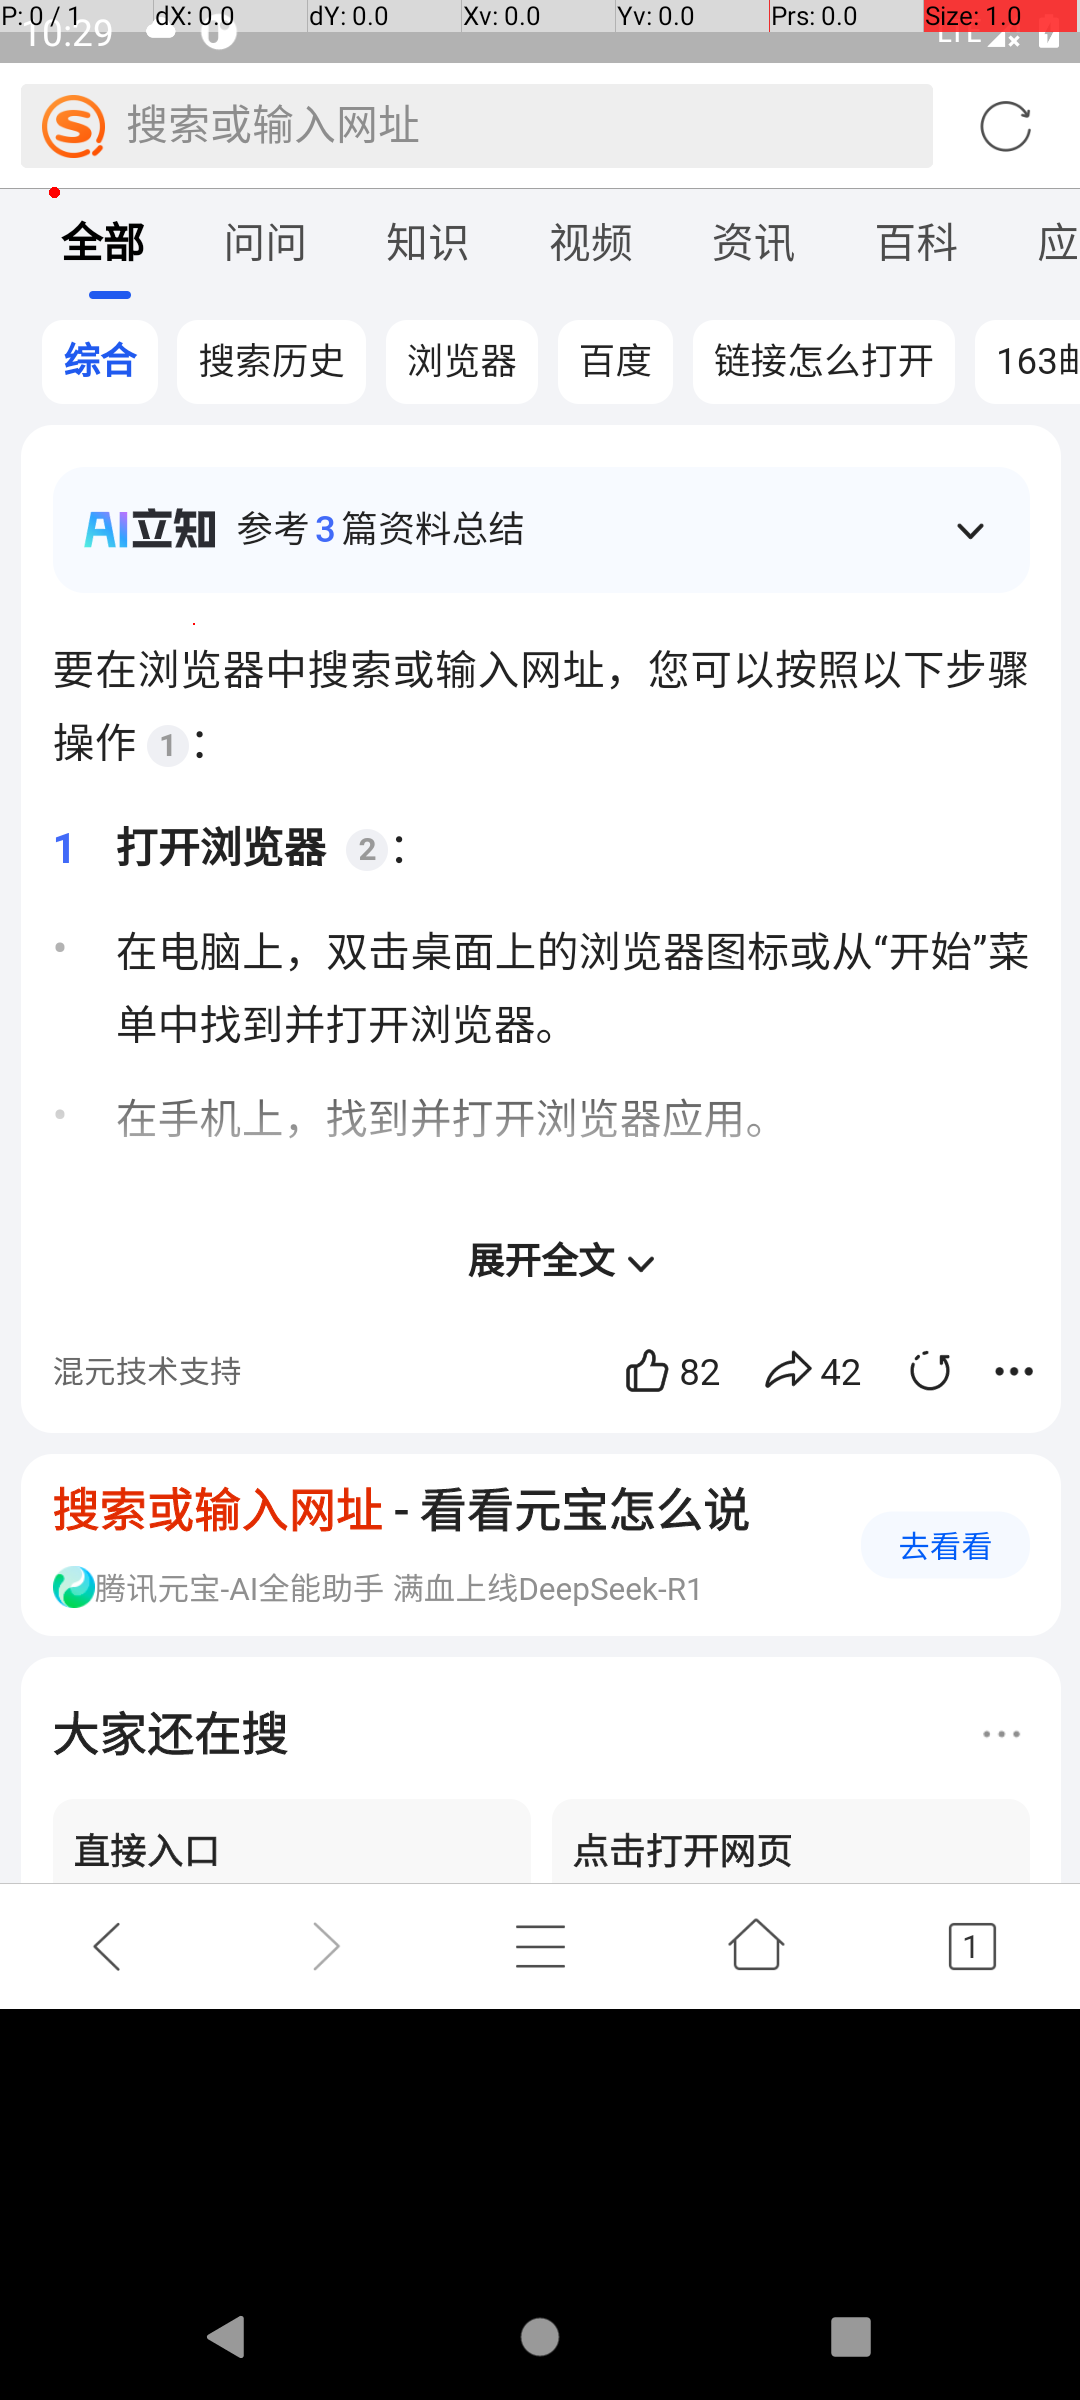 P: 0 / 1 dX: 0.0 dY: 0.0 Xv: 0.0 Yv: 0.0 Prs: 0.0 Size: 1.0
10:29 LTE
搜索或输入网址
全部 问问 知识 视频 资讯 百科 应
综合 搜索历史 浏览器 百度 链接怎么打开 163邮
AI立知 参考3篇资料总结
要在浏览器中搜索或输入网址，您可以按照以下步骤
操作 1：
1 打开浏览器 2：
• 在电脑上，双击桌面上的浏览器图标或从“开始”菜
单中找到并打开浏览器。
• 在手机上，找到并打开浏览器应用。
展开全文
混元技术支持 82 42
搜索或输入网址 - 看看元宝怎么说
去看看
腾讯元宝-AI全能助手 满血上线DeepSeek-R1
大家还在搜
直接入口 点击打开网页
1